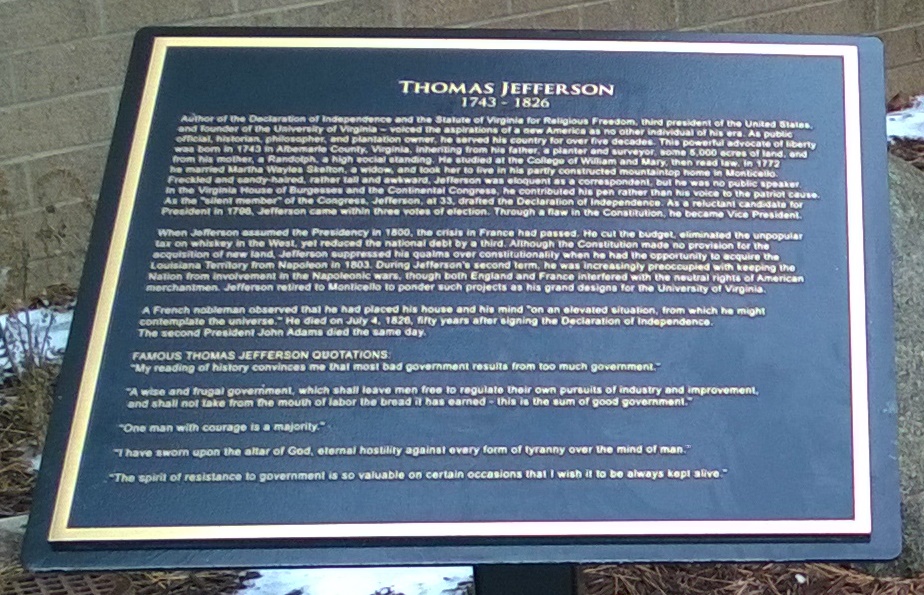 THOMAS JEFFERSON
1743 - 1826
Author of the Declaration of Independence and the Statute of Virginia for Religious Freedom, third president of the United States,
and founder of the University of Virginia – voiced the aspirations of a new America as no other individual of his era. As public
official, historian, philosopher, and plantation owner, he served his country for over five decades. This powerful advocate of liberty
was born in 1743 in Albemarle County, Virginia, inheriting from his father, a planter and surveyor, some 5,000 acres of land, and
from his mother, a Randolph, a high social standing. He studied at the College of William and Mary, then read law. In 1772
he married Martha Wayles Skelton, a widow, and took her to live in his partly constructed mountaintop home in Monticello.
Freckled and sandy-haired, rather tall and awkward, Jefferson was eloquent as a correspondent, but he was no public speaker.
In the Virginia House of Burgesses and the Continental Congress, he contributed his pen rather than his voice to the patriot cause.
As the "silent member" of the Congress, Jefferson, at 33, drafted the Declaration of Independence. As a reluctant candidate for
President in 1796, Jefferson came within three votes of election. Through a flaw in the Constitution, he became Vice President.
When Jefferson assumed the Presidency in 1800, the crisis in France had passed. He cut the budget, eliminated the unpopular
tax on whiskey in the West, yet reduced the national debt by a third. Although the Constitution made no provision for the
acquisition of new land, Jefferson suppressed his qualms over constitutionality when he had the opportunity to acquire the
Louisiana Territory from Napoleon in 1803. During Jefferson's second term, he was increasingly preoccupied with keeping the
Nation from involvement in the Napoleonic wars, though both England and France interfered with the neutral rights of American
merchantmen. Jefferson retired to Monticello to ponder such projects as his grand designs for the University of Virginia.
A French nobleman observed that he had placed his house and his mind "on an elevated situation, from which he might
contemplate the universe." He died on July 4, 1826, fifty years after signing the Declaration of Independence.
The second President John Adams died the same day.
FAMOUS THOMAS JEFFERSON QUOTATIONS:
"My reading of history convinces me that most bad government results from too much government."
"A wise and frugal government, which shall leave men free to regulate their own pursuits of industry and improvement,
and shall not take from the mouth of labor the bread it has earned - this is the sum of good government."
"One man with courage is a majority."
"I have sworn upon the altar of God, eternal hostility against every form of tyranny over the mind of man."
"The spirit of resistance to government is so valuable on certain occasions that I wish it to be always kept alive."